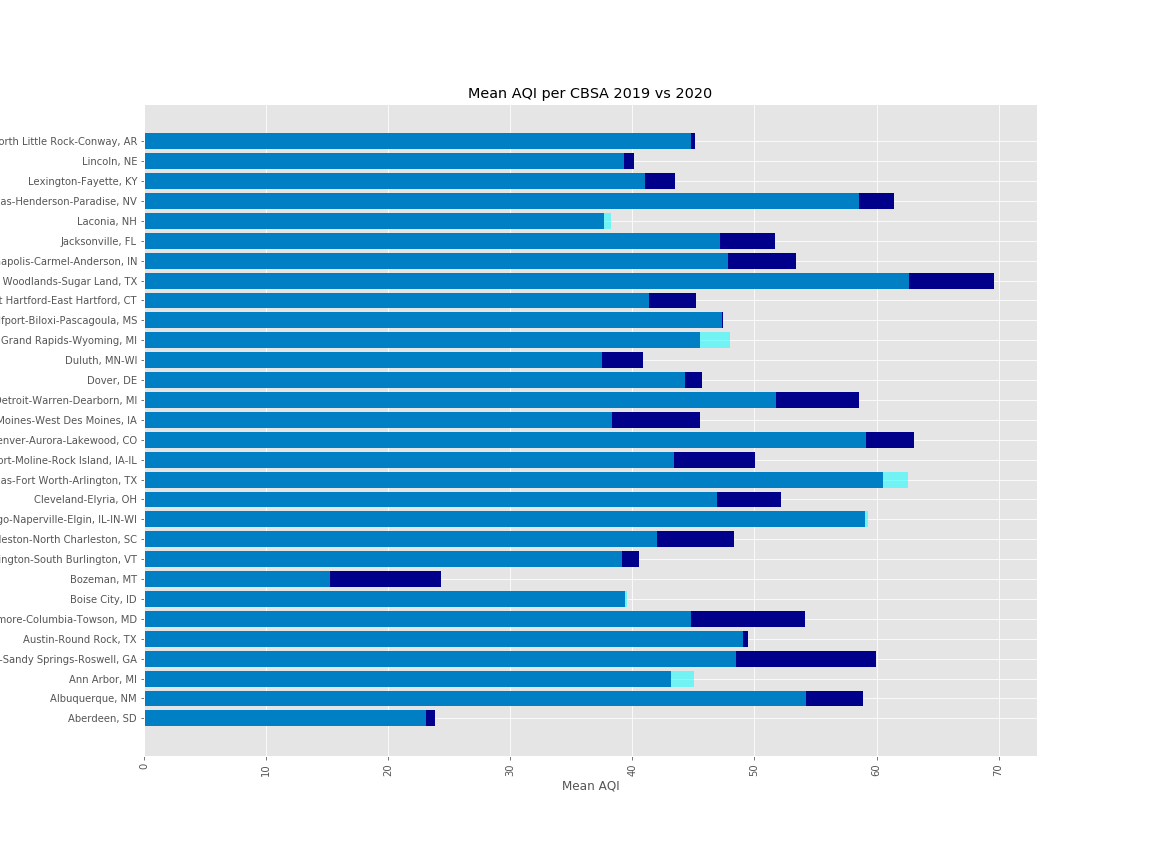 Mean AQI per CBSA 2019 vs 2020
orth Little Rock-Conway, AR
Lincoln, NE
Lexington-Fayette, KY
as-Henderson-Paradise, NV
Laconia, NH
Jacksonville, FL
apolis-Carmel-Anderson, IN
Woodlands-Sugar Land, TX
t Hartford-East Hartford, CT
lfport-Biloxi-Pascagoula, MS
Grand Rapids-Wyoming, MI
Duluth, MN-WI
Dover, DE
Detroit-Warren-Dearborn, MI
Moines-West Des Moines, IA
enver-Aurora-Lakewood, CO
ort-Moline-Rock Island, IA-IL
as-Fort Worth-Arlington, TX
Cleveland-Elyria, OH
go-Naperville-Elgin, IL-IN-WI
leston-North Charleston, SC
ington-South Burlington, VT
Bozeman, MT
Boise City, ID
more-Columbia-Towson, MD
Austin-Round Rock, TX
-Sandy Springs-Roswell, GA
Ann Arbor, MI
Albuquerque, NM
Aberdeen, SD
0 10 20 30 40 50 60 70
Mean AQI